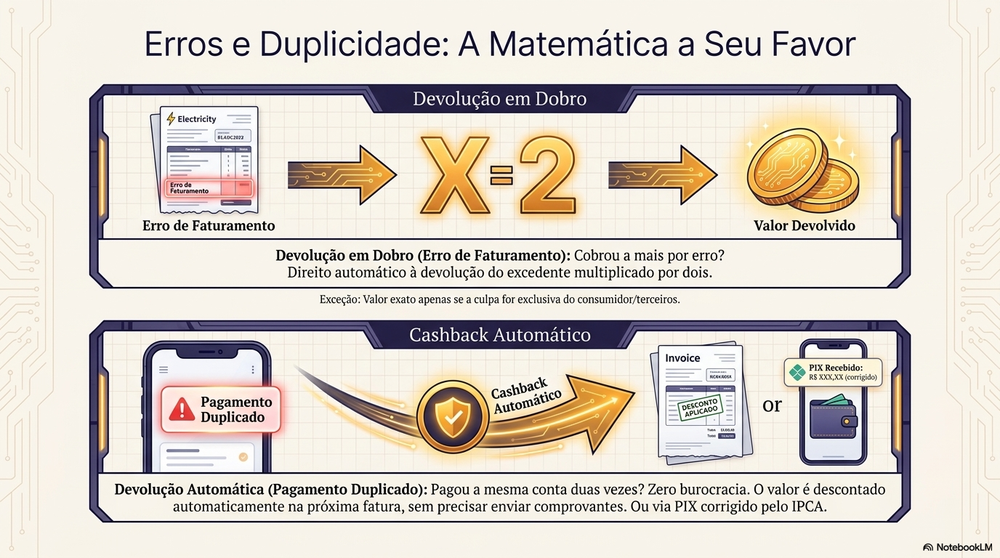 Erros e Duplicidade: A Matemática a Seu Favor
Devolução em Dobro
Electricity
Erro de
Faturamento
X=2
Erro de Faturamento
Valor Devolvido
Devolução em Dobro (Erro de Faturamento): Cobrou a mais por erro?
Direito automático à devolução do excedente multiplicado por dois.
Exceção: Valor exato apenas se a culpa for exclusiva do consumidor/terceiros.
Cashback Automático
Pagamento
Duplicado
Cashback
Automático
Invoice
DESCONTO
APLICADO
or
PIX Recebido:
R$ XXX,XX (corrigido)
Devolução Automática (Pagamento Duplicado): Pagou a mesma conta duas vezes? Zero burocracia. O valor é descontado
automaticamente na próxima fatura, sem precisar enviar comprovantes. Ou via PIX corrigido pelo IPCA.
NotebookLM